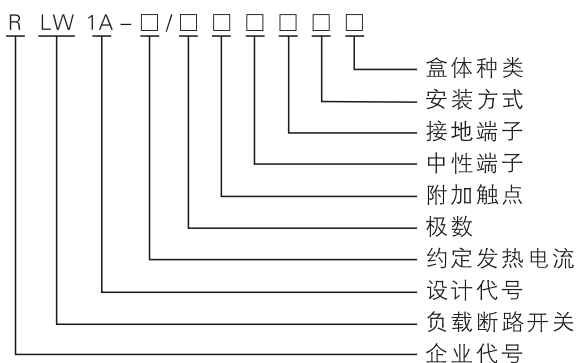 R LW 1A-□/□□□□□□
盒体种类
安装方式
接地端子
中性端子
附加触点
极数
约定发热电流
设计代号
负载断路开关
企业代号